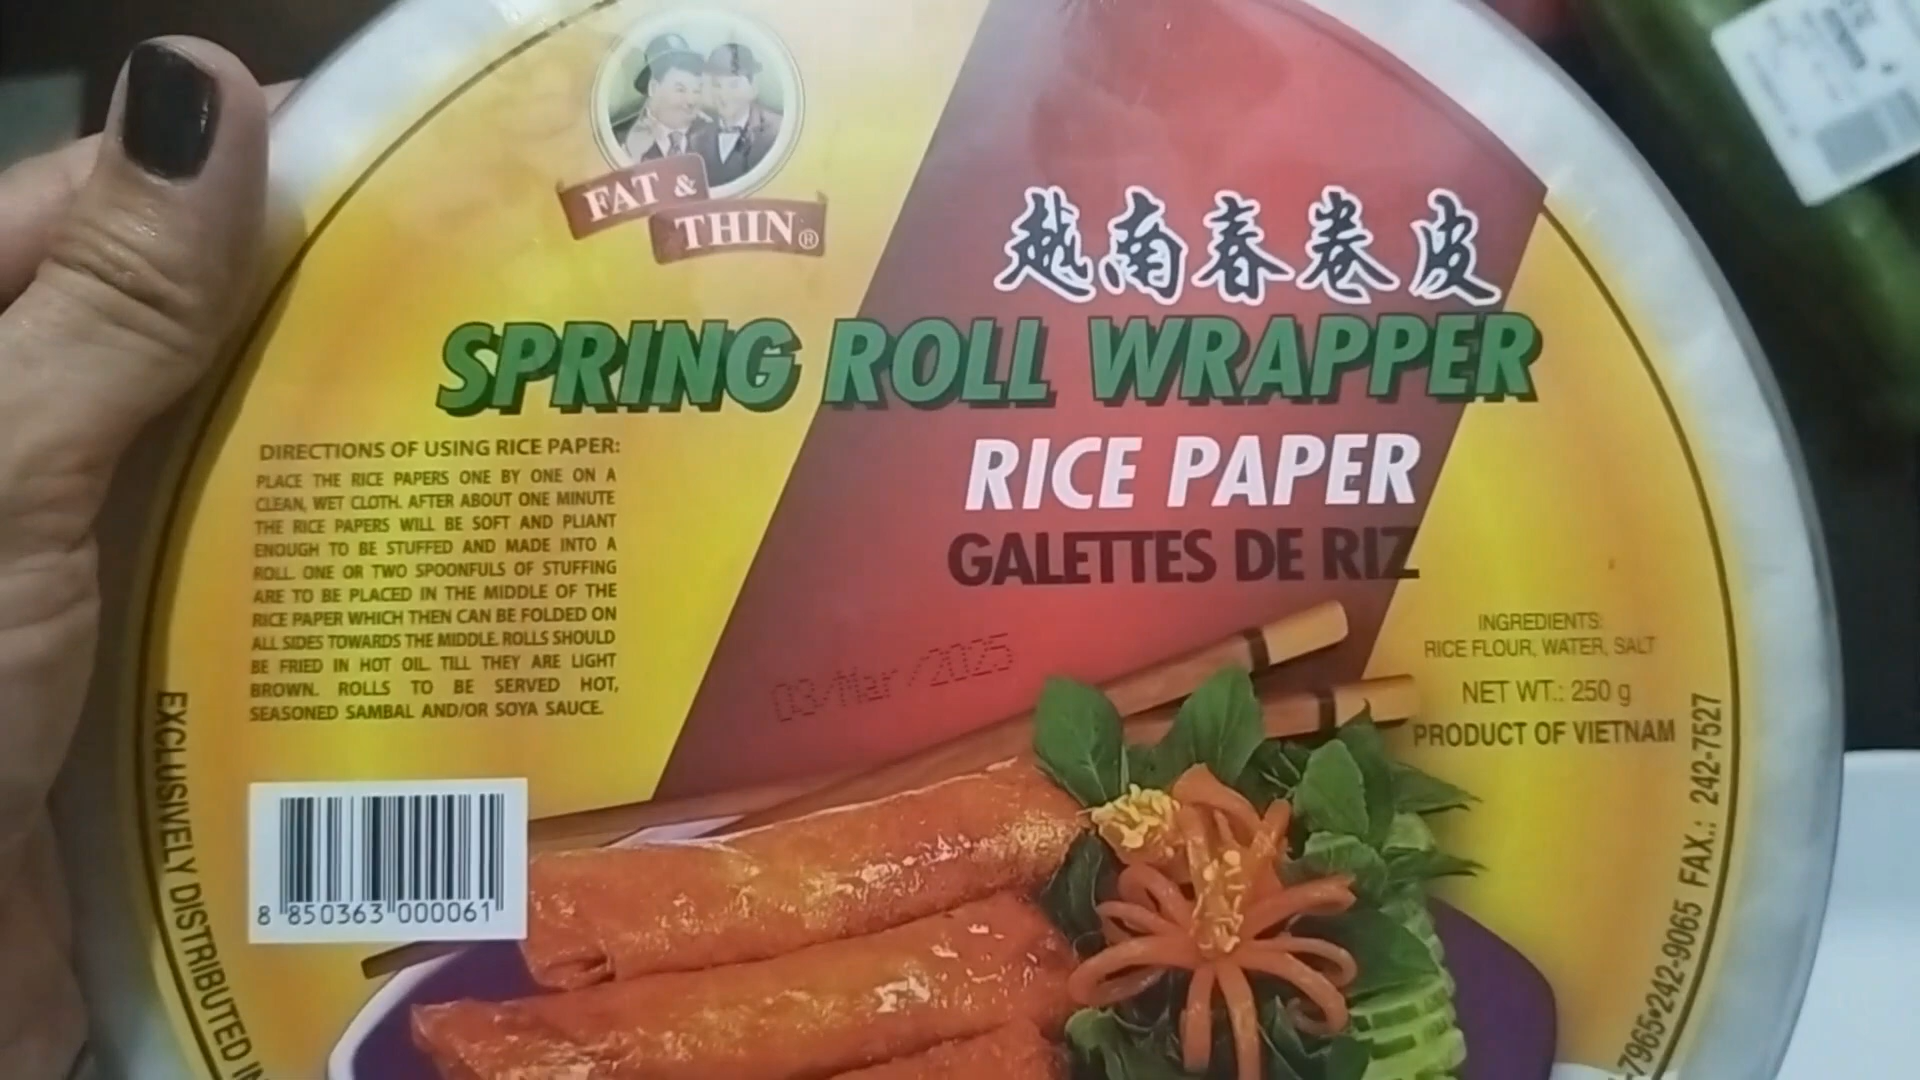 FAT &
THIN®
越南春卷皮
SPRING ROLL WRAPPER
RICE PAPER
GALETTES DE RIZ
DIRECTIONS OF USING RICE PAPER:
PLACE THE RICE PAPERS ONE BY ONE ON A
CLEAN, WET CLOTH. AFTER ABOUT ONE MINUTE
THE RICE PAPERS WILL BE SOFT AND PLIANT
ENOUGH TO BE STUFFED AND MADE INTO A
ROLL. ONE OR TWO SPOONFULS OF STUFFING
ARE TO BE PLACED IN THE MIDDLE OF THE
RICE PAPER WHICH THEN CAN BE FOLDED ON
ALL SIDES TOWARDS THE MIDDLE. ROLLS SHOULD
BE FRIED IN HOT OIL. TILL THEY ARE LIGHT
BROWN. ROLLS TO BE SERVED HOT,
SEASONED SAMBAL AND/OR SOYA SAUCE.
03/Mar/2025
INGREDIENTS:
RICE FLOUR, WATER, SALT
NET WT.: 250 g
PRODUCT OF VIETNAM
8 850363 000061
EXCLUSIVELY DISTRIBUTED
-7965•242-9065 FAX.: 242-7527